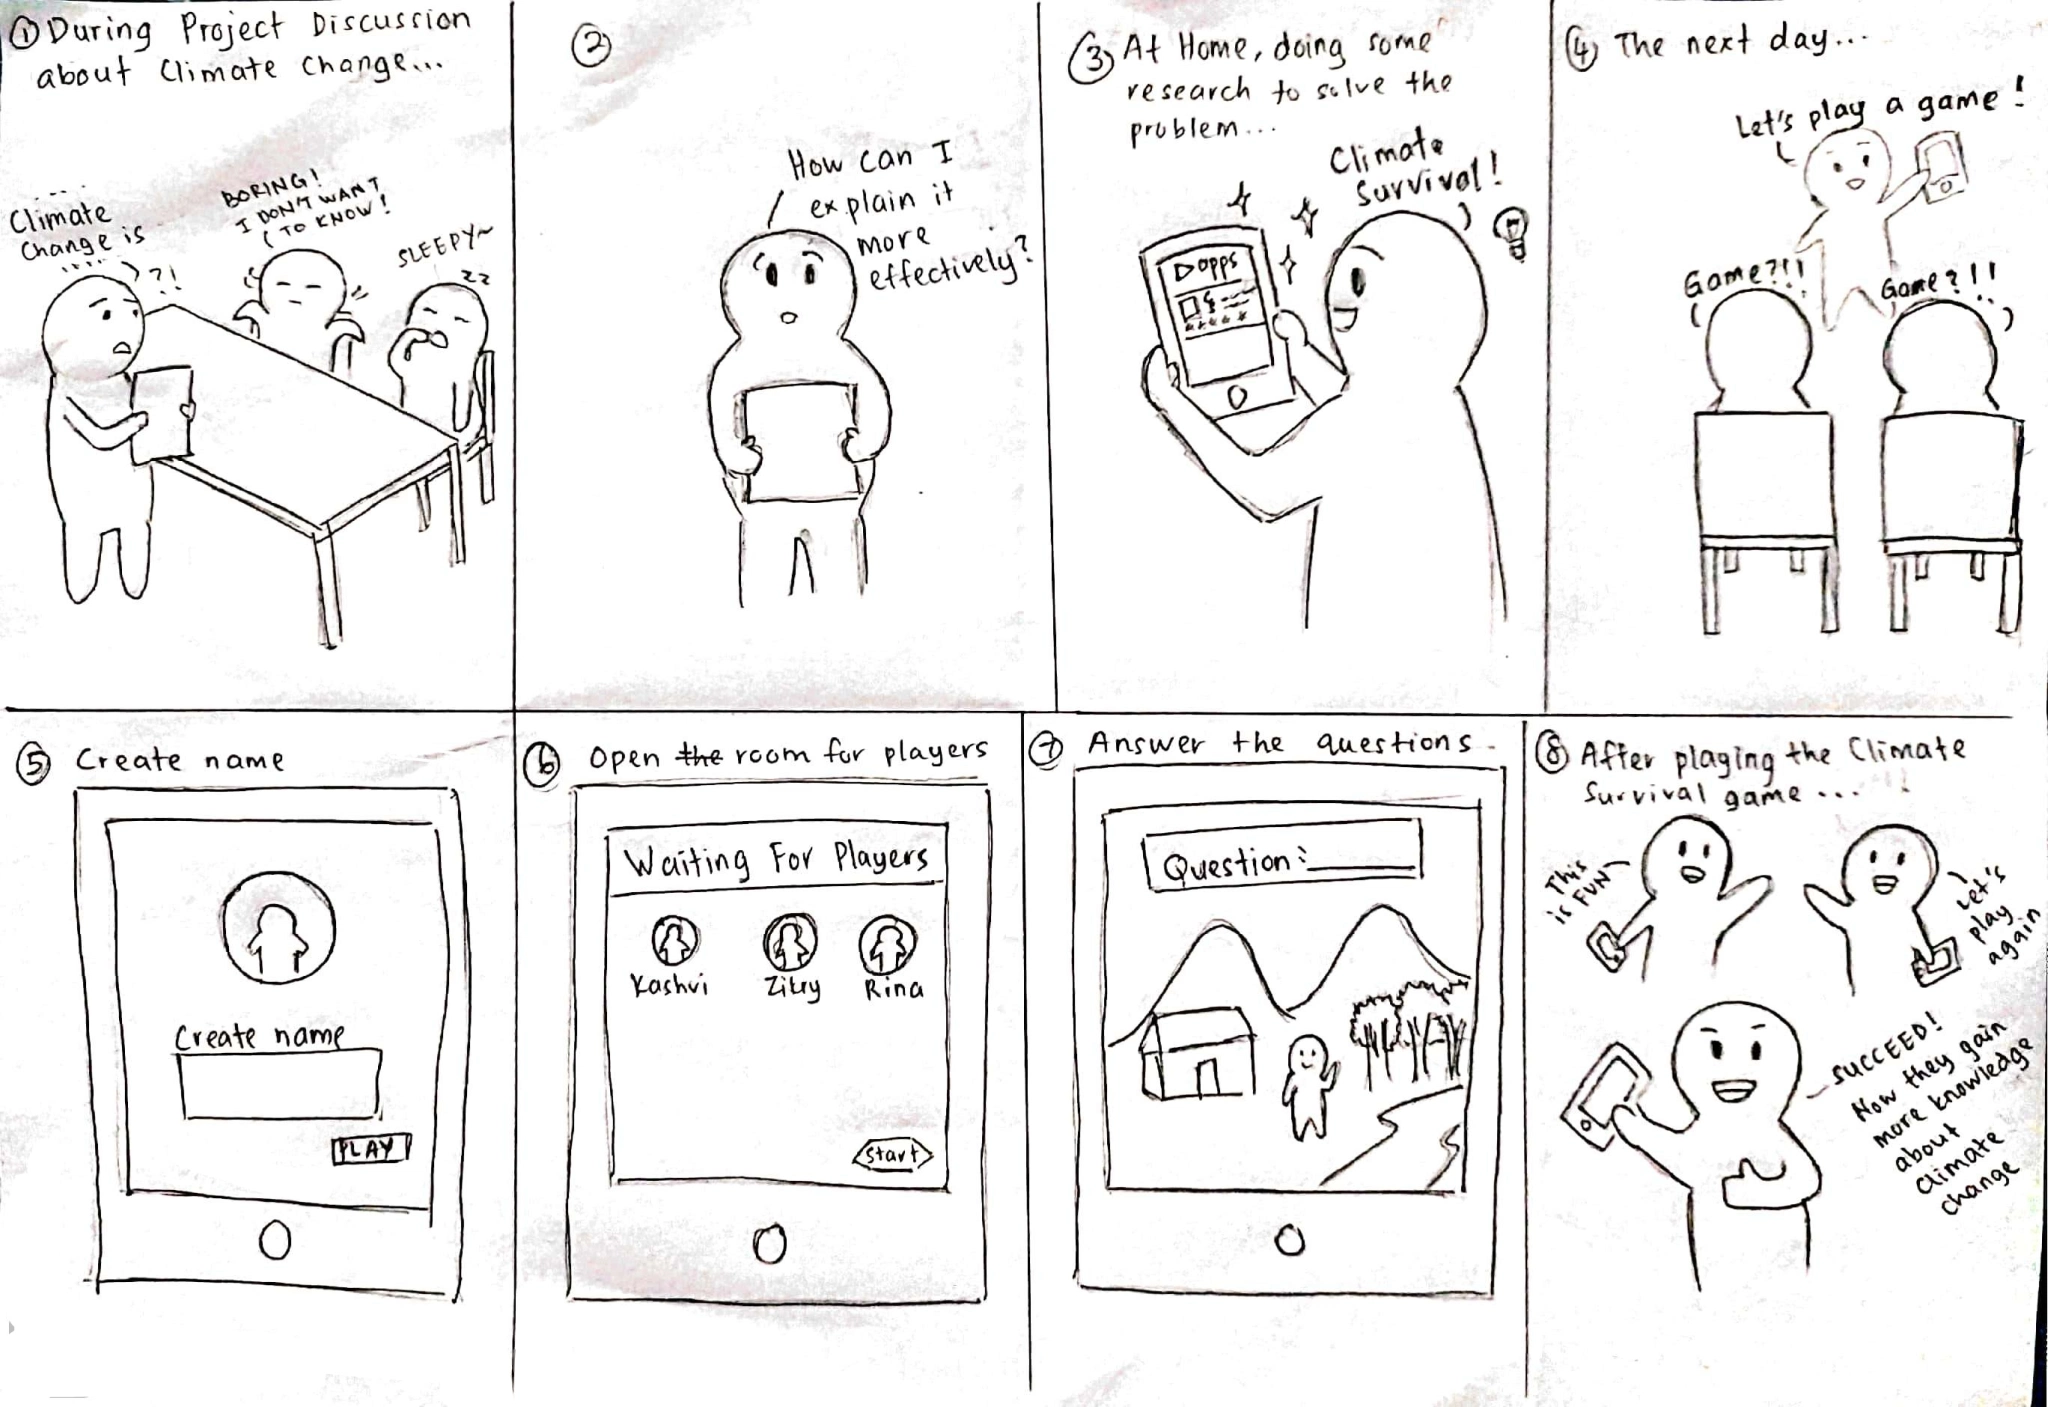 ① During Project Discussion
about Climate Change...
....
Climate
Change is
.....
?!
BORING!
I DON'T WANT
TO KNOW!
SLEEPY~
zz
②
How can I
explain it
more
effectively?
③ At Home, doing some
research to solve the
problem...
Climate
Survival!
apps
④ The next day...
Let's play a game!
Game?!!
Game?!!
⑤ Create name
Create name
PLAY
⑥ Open the room for players
Waiting For Players
Kashvi
Rina
Start
⑦ Answer the questions.
Question:
⑧ After playing the Climate
Survival game...
This
is FUN
Let's
play
again
SUCCEED!
Now they gain
more knowledge
about
climate
change